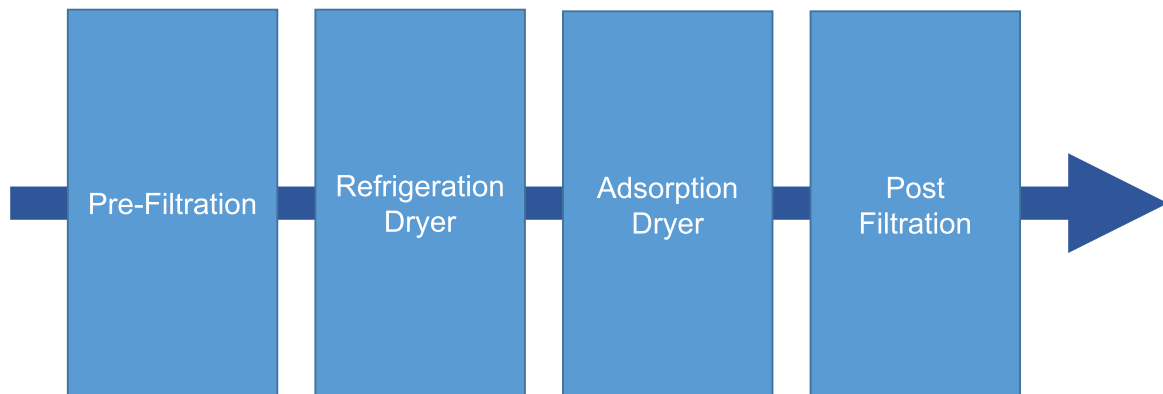 Pre-Filtration
Refrigeration
Dryer
Adsorption
Dryer
Post
Filtration